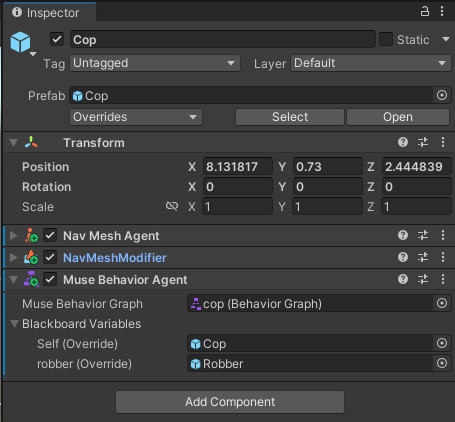 Inspector
Cop Static
Tag Untagged Layer Default
Prefab Cop
Overrides Select Open
Transform
Position X 8.131817 Y 0.73 Z 2.444839
Rotation X 0 Y 0 Z 0
Scale X 1 Y 1 Z 1
Nav Mesh Agent
NavMeshModifier
Muse Behavior Agent
Muse Behavior Graph cop (Behavior Graph)
Blackboard Variables
Self (Override) Cop
robber (Override) Robber
Add Component